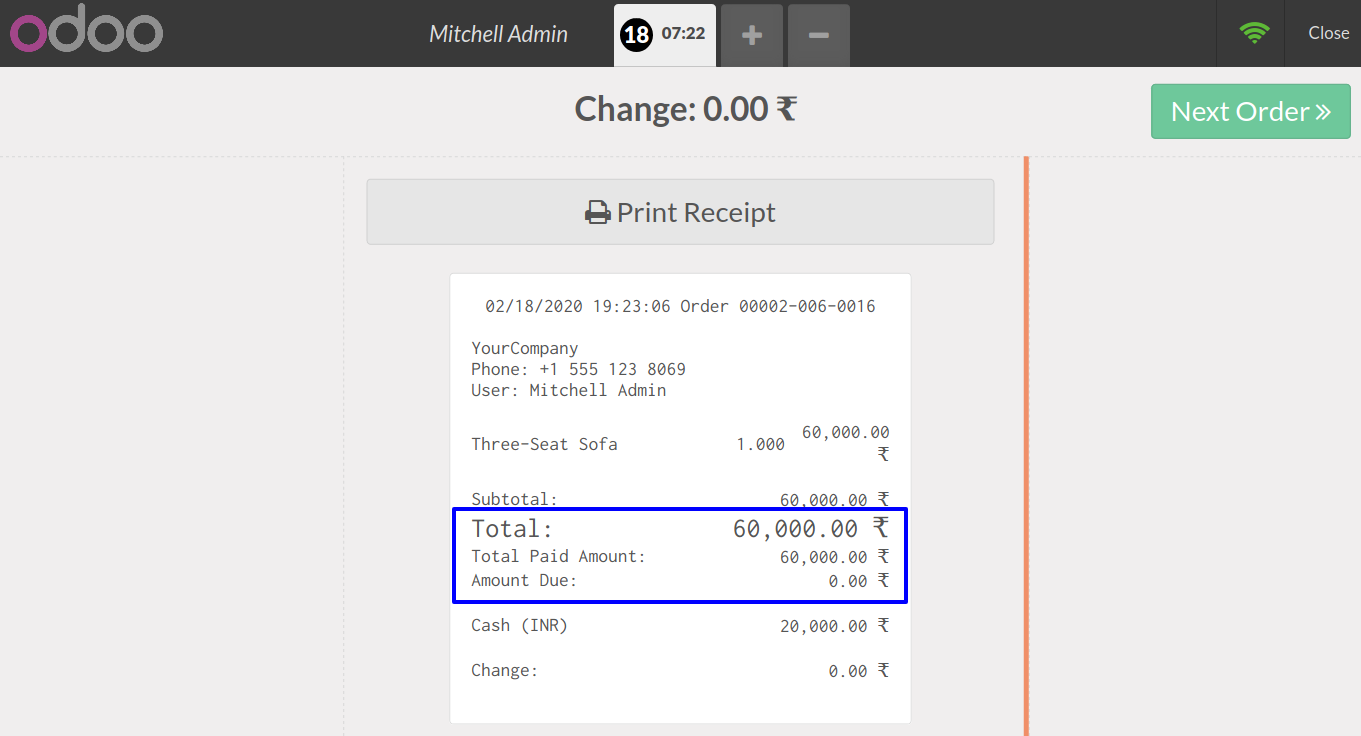 odoo
Mitchell Admin
18 07:22
+
−
Close
Change: 0.00 ₹
Next Order »
Print Receipt
02/18/2020 19:23:06 Order 00002-006-0016
YourCompany
Phone: +1 555 123 8069
User: Mitchell Admin
Three-Seat Sofa 1.000 60,000.00
₹
Subtotal: 60,000.00 ₹
Total: 60,000.00 ₹
Total Paid Amount: 60,000.00 ₹
Amount Due: 0.00 ₹
Cash (INR) 20,000.00 ₹
Change: 0.00 ₹